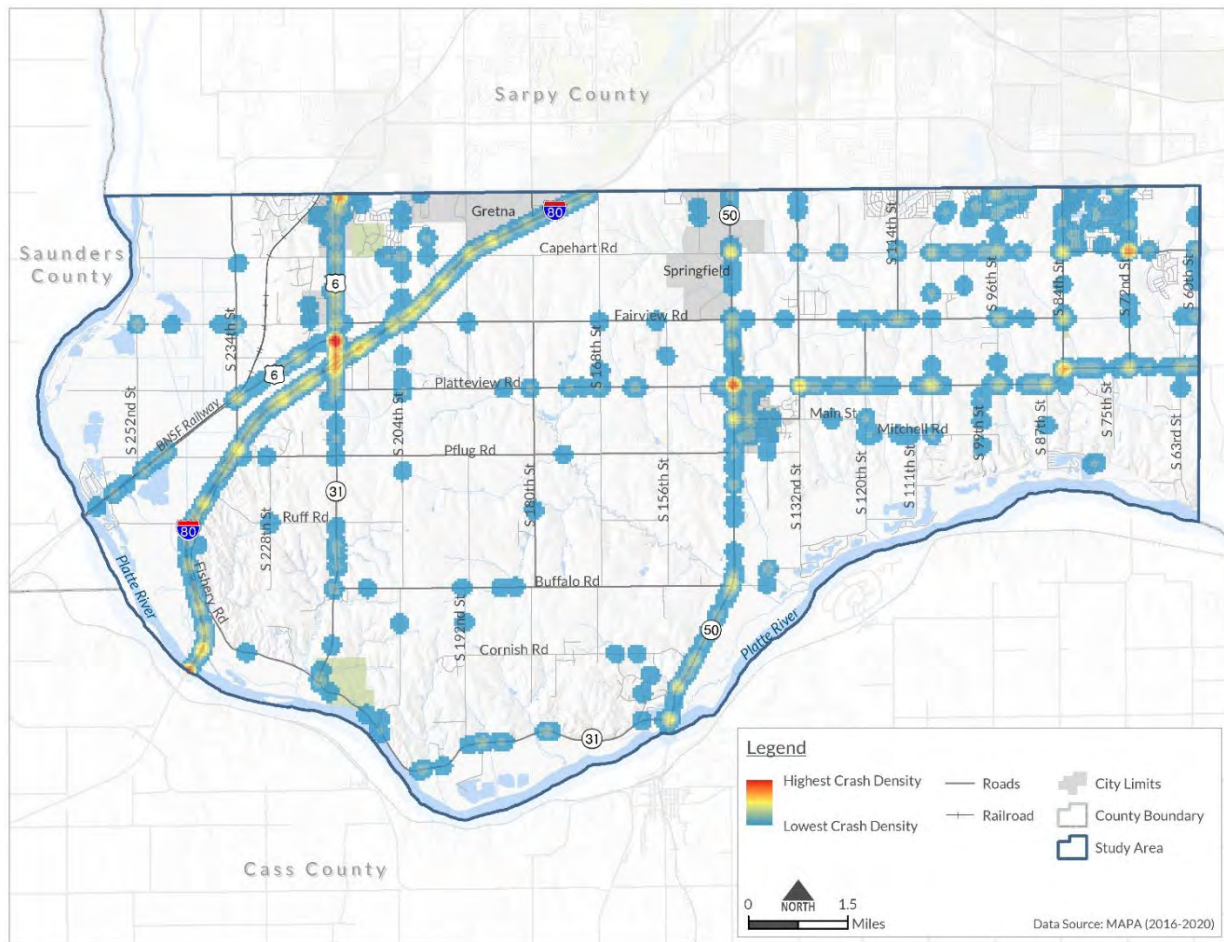 Sarpy County
Gretna
80
50
Capehart Rd
Saunders
County
6
Springfield
S 114th St
S 96th St
S 84th St
S 72nd St
S 60th St
S 234th St
Fairview Rd
6
S 168th St
Platteview Rd
S 252nd St
BNSF Railway
S 204th St
Main St
Mitchell Rd
S 99th St
S 87th St
S 75th St
S 63rd St
Pflug Rd
31
S 180th St
S 156th St
S 132nd St
S 120th St
S 111th St
80
S 228th St
Ruff Rd
Platte River
Fishery Rd
Buffalo Rd
S 192nd St
50
Platte River
Cornish Rd
31
Cass County
Legend
Highest Crash Density
Lowest Crash Density
Roads
Railroad
City Limits
County Boundary
Study Area
NORTH
0 1.5
Miles
Data Source: MAPA (2016-2020)